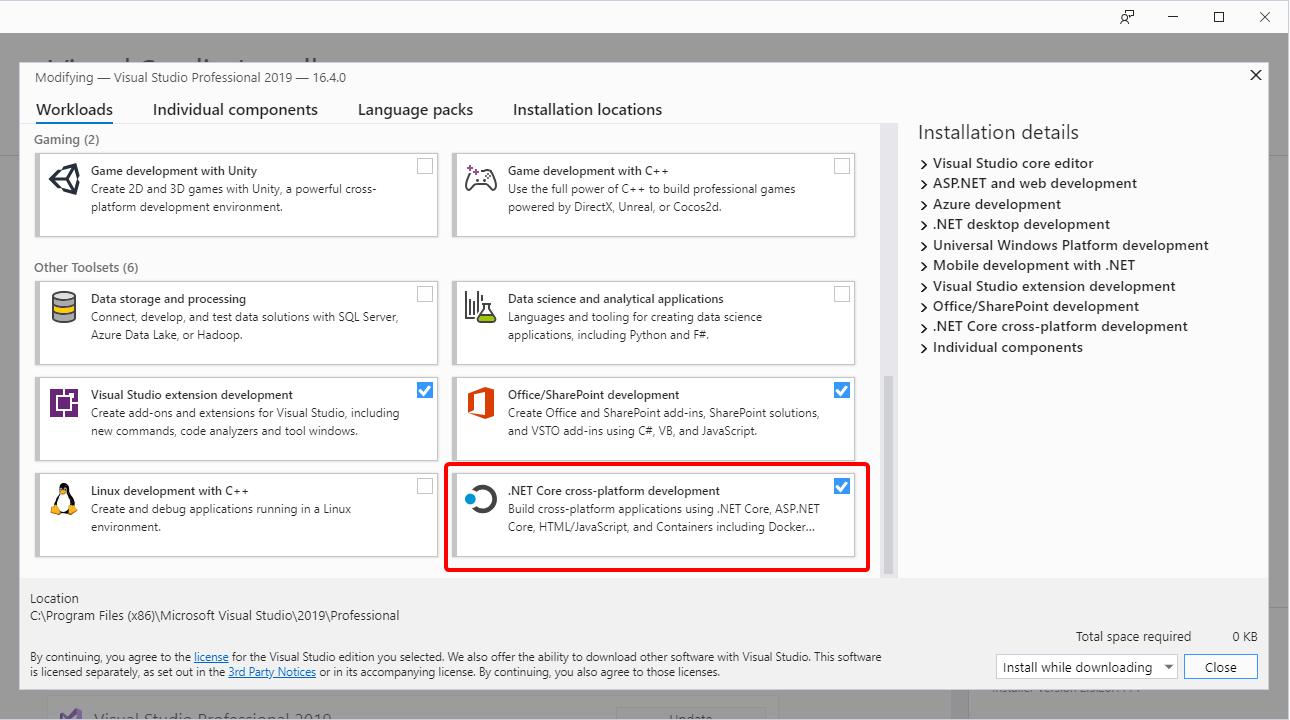 Modifying — Visual Studio Professional 2019 — 16.4.0
Workloads
Individual components
Language packs
Installation locations
Gaming (2)
Game development with Unity
Create 2D and 3D games with Unity, a powerful cross-
platform development environment.
Game development with C++
Use the full power of C++ to build professional games
powered by DirectX, Unreal, or Cocos2d.
Other Toolsets (6)
Data storage and processing
Connect, develop, and test data solutions with SQL Server,
Azure Data Lake, or Hadoop.
Data science and analytical applications
Languages and tooling for creating data science
applications, including Python and F#.
Visual Studio extension development
Create add-ons and extensions for Visual Studio, including
new commands, code analyzers and tool windows.
Office/SharePoint development
Create Office and SharePoint add-ins, SharePoint solutions,
and VSTO add-ins using C#, VB, and JavaScript.
Linux development with C++
Create and debug applications running in a Linux
environment.
.NET Core cross-platform development
Build cross-platform applications using .NET Core, ASP.NET
Core, HTML/JavaScript, and Containers including Docker...
Installation details
Visual Studio core editor
ASP.NET and web development
Azure development
.NET desktop development
Universal Windows Platform development
Mobile development with .NET
Visual Studio extension development
Office/SharePoint development
.NET Core cross-platform development
Individual components
Location
C:\Program Files (x86)\Microsoft Visual Studio\2019\Professional
Total space required 0 KB
By continuing, you agree to the license for the Visual Studio edition you selected. We also offer the ability to download other software with Visual Studio. This software
is licensed separately, as set out in the 3rd Party Notices or in its accompanying license. By continuing, you also agree to those licenses.
Install while downloading
Close
Visual Studio Professional 2019
Update